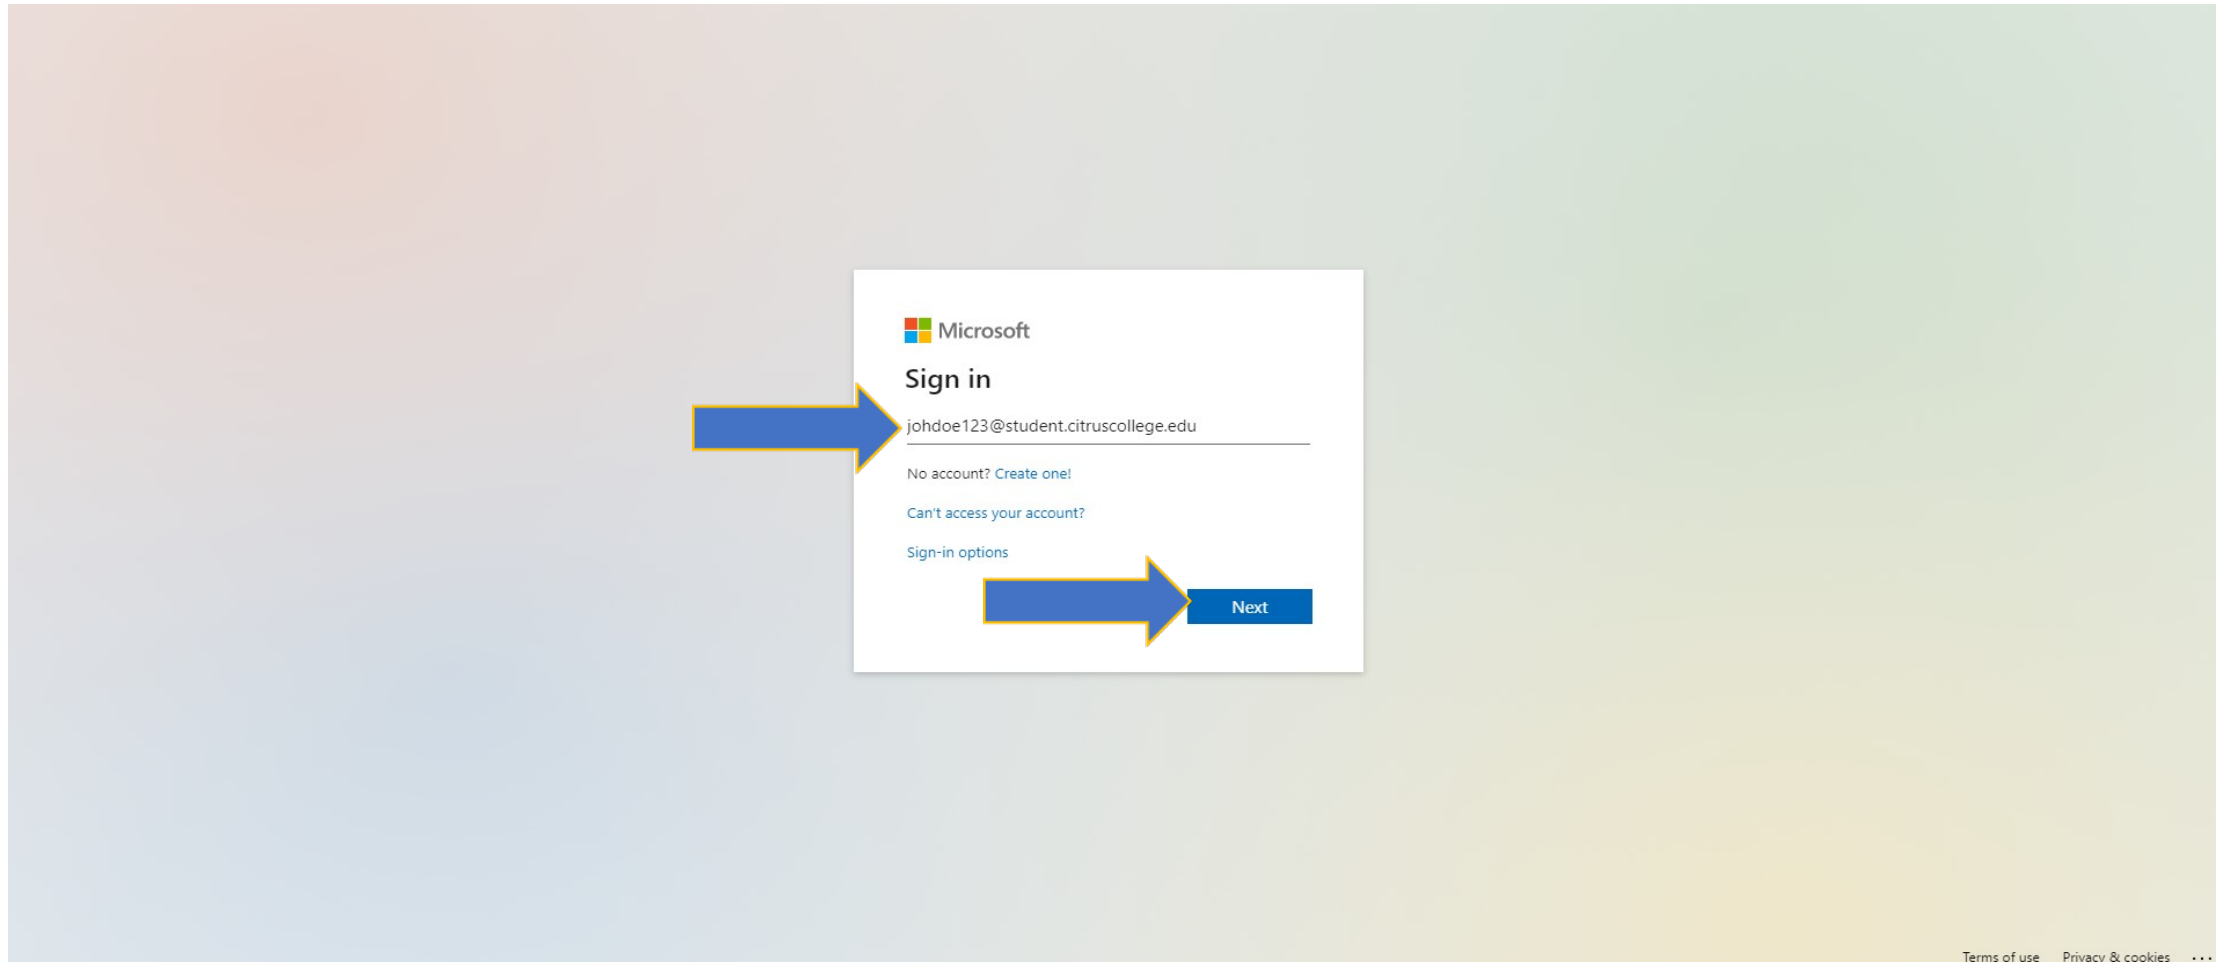 Microsoft
Sign in
johdoe123@student.citruscollege.edu
No account? Create one!
Can't access your account?
Sign-in options
Next
Terms of use Privacy & cookies ...